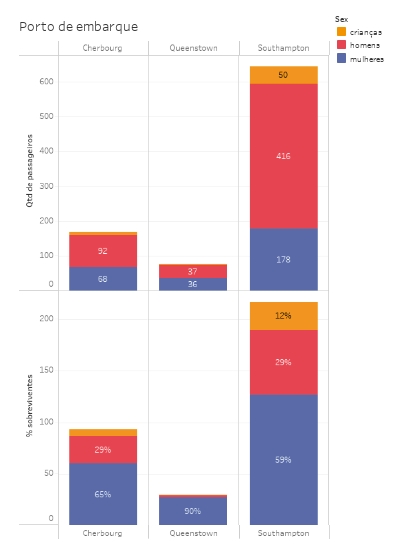 Porto de embarque
Sex
crianças
homens
mulheres
Cherbourg Queenstown Southampton
Qtd de passageiros
600
500
400
300
200
100
0
50
416
178
92
68
37
36
% sobreviventes
200
150
100
50
0
12%
29%
59%
29%
65%
90%
Cherbourg Queenstown Southampton